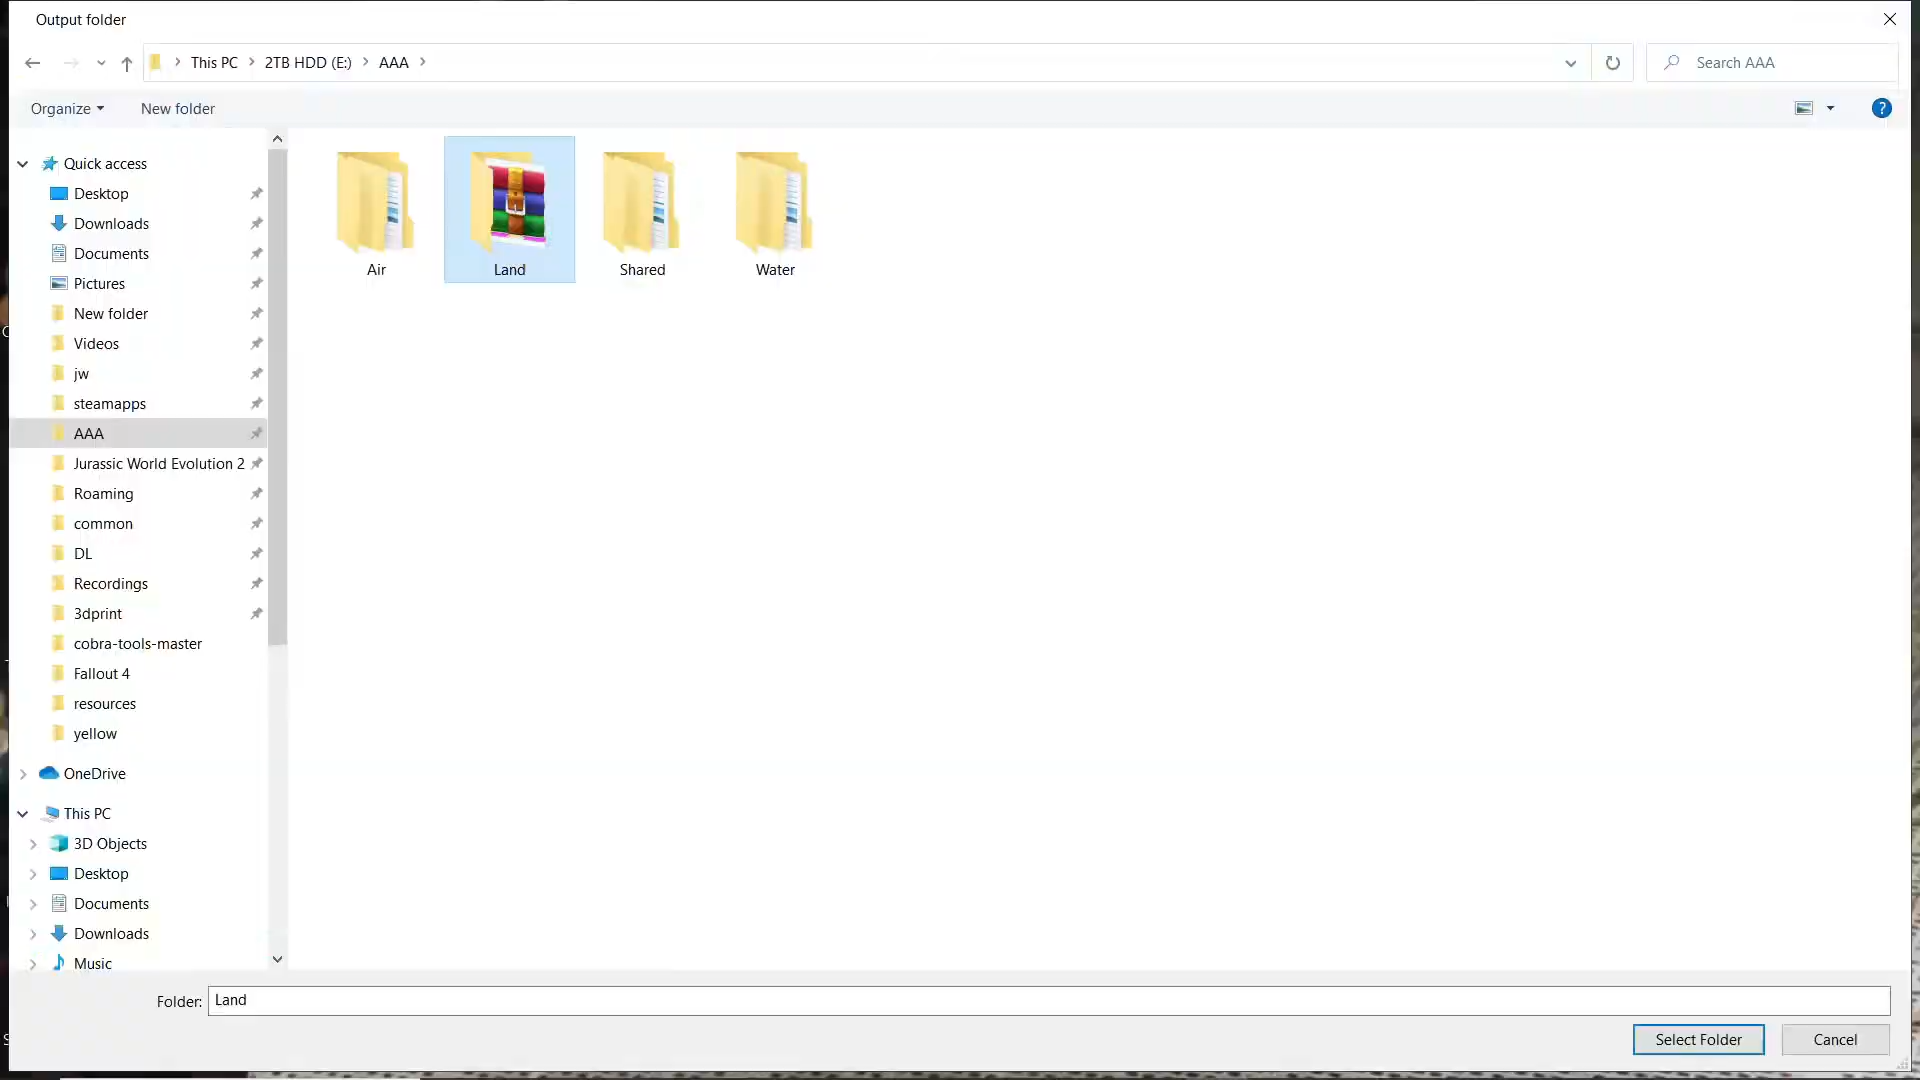 Output folder
This PC > 2TB HDD (E:) > AAA >
Search AAA
Organize
New folder
?
Quick access
Desktop
Downloads
Documents
Pictures
New folder
Videos
jw
steamapps
AAA
Jurassic World Evolution 2
Roaming
common
DL
Recordings
3dprint
cobra-tools-master
Fallout 4
resources
yellow
OneDrive
This PC
3D Objects
Desktop
Documents
Downloads
Music
Air
Land
Shared
Water
Folder: Land
Select Folder
Cancel